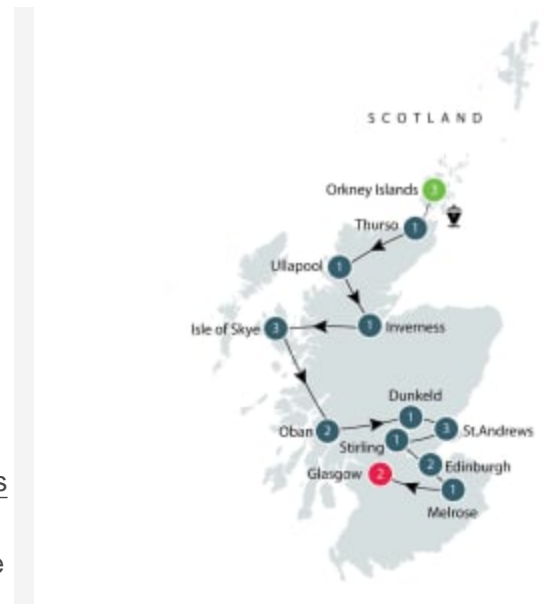 SCOTLAND
Orkney Islands 3
Thurso 1
Ullapool 1
Isle of Skye 3
1 Inverness
Dunkeld
1
Oban 2
3 St.Andrews
Stirling 1
2 Edinburgh
Glasgow 2
1
Melrose
s
e